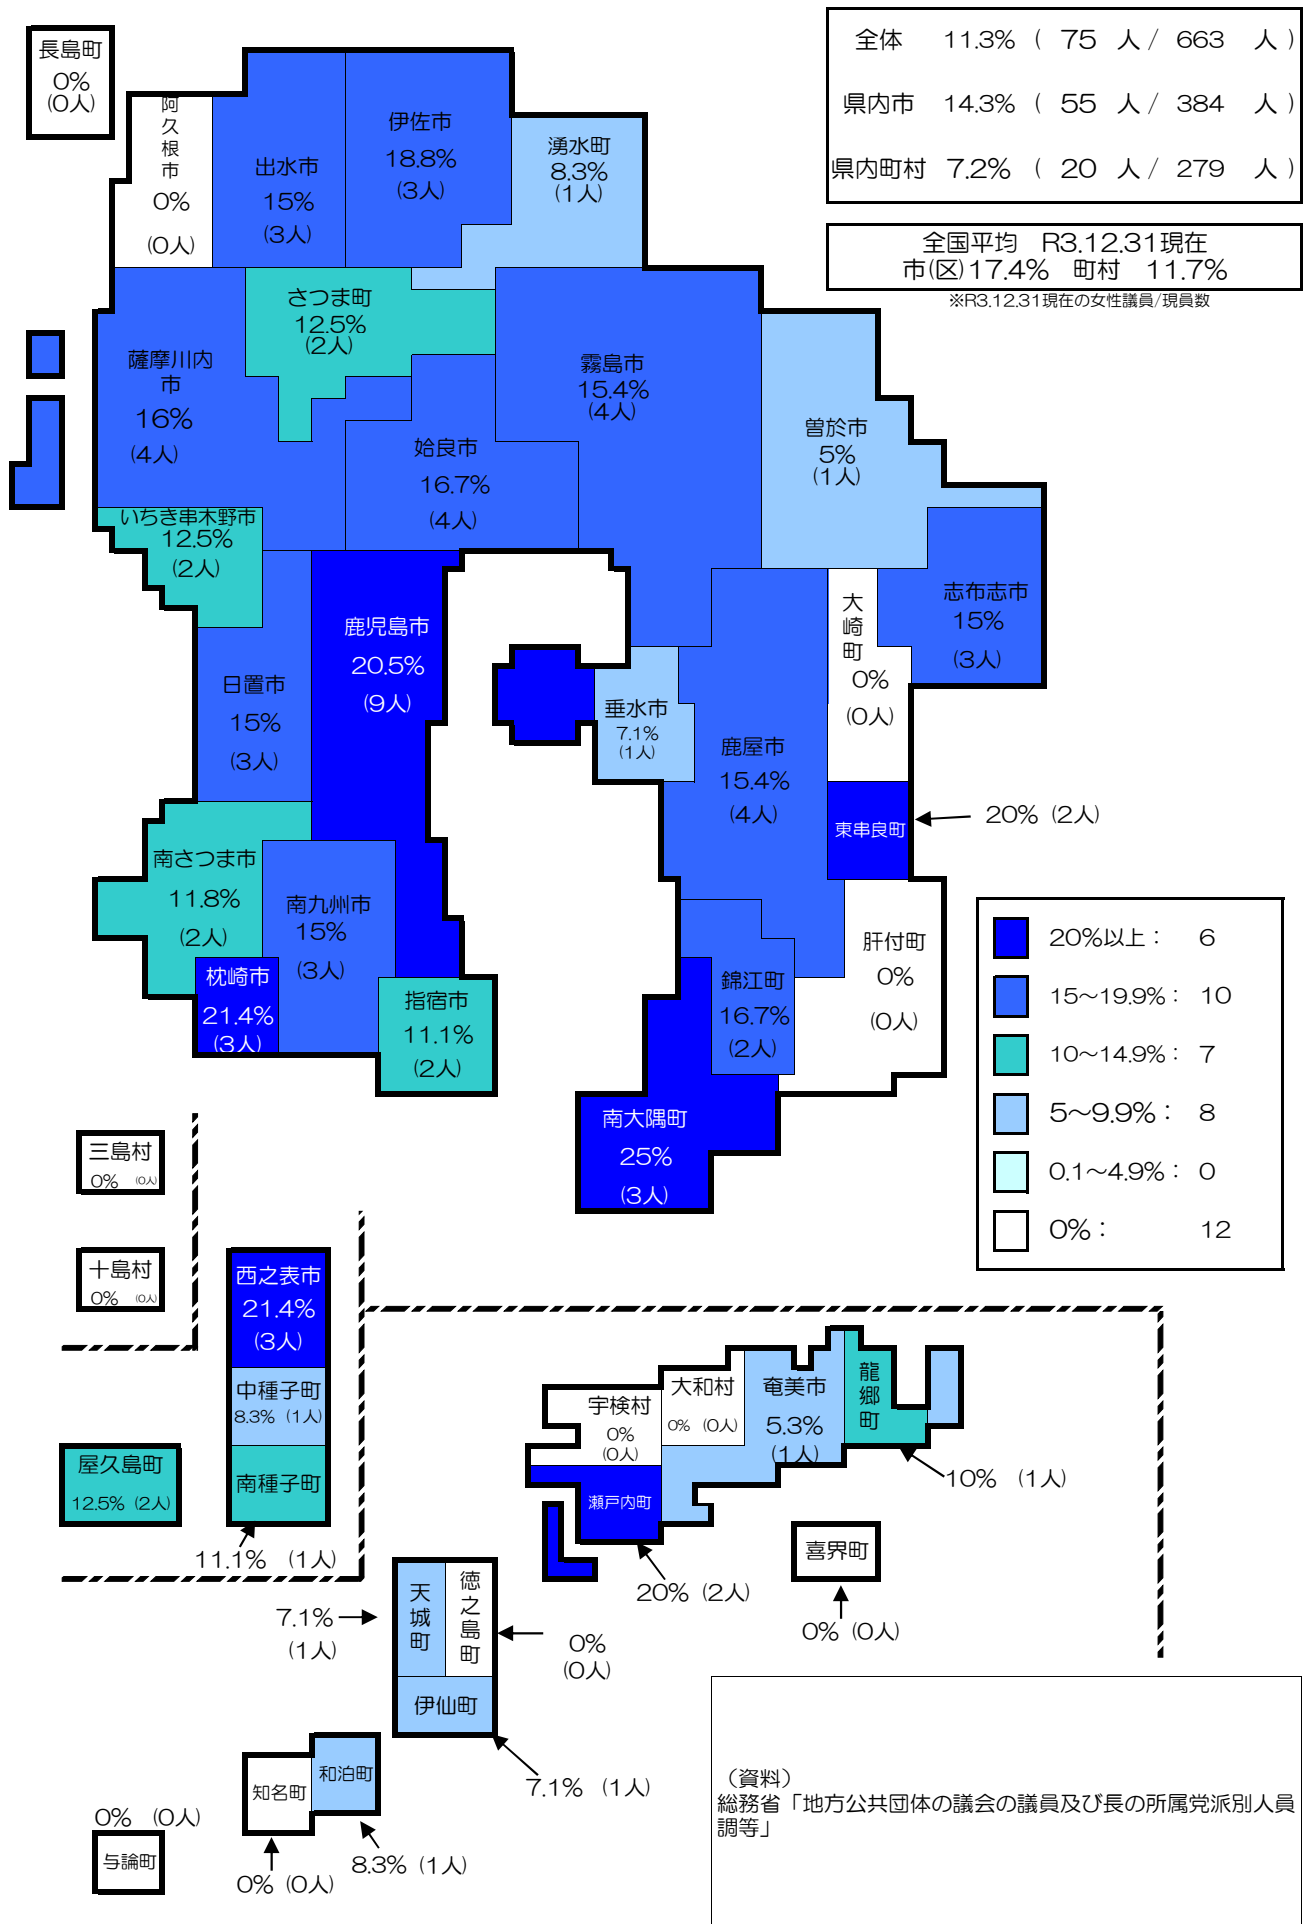 長島町
0%
(0人)
全体 11.3% ( 75 人 / 663 人 )
県内市 14.3% ( 55 人 / 384 人 )
県内町村 7.2% ( 20 人 / 279 人 )
全国平均 R3.12.31現在
市(区)17.4% 町村 11.7%
※R3.12.31現在の女性議員/現員数
阿久根市
0%
(0人)
出水市
15%
(3人)
伊佐市
18.8%
(3人)
湧水町
8.3%
(1人)
さつま町
12.5%
(2人)
薩摩川内
市
16%
(4人)
霧島市
15.4%
(4人)
姶良市
16.7%
(4人)
曽於市
5%
(1人)
いちき串木野市
12.5%
(2人)
志布志市
15%
(3人)
大崎町
0%
(0人)
鹿児島市
20.5%
(9人)
日置市
15%
(3人)
垂水市
7.1%
(1人)
鹿屋市
15.4%
(4人)
東串良町
20% (2人)
南さつま市
11.8%
(2人)
南九州市
15%
(3人)
枕崎市
21.4%
(3人)
指宿市
11.1%
(2人)
肝付町
0%
(0人)
錦江町
16.7%
(2人)
南大隅町
25%
(3人)
20%以上： 6
15～19.9%： 10
10～14.9%： 7
5～9.9%： 8
0.1～4.9%： 0
0%： 12
三島村
0% (0人)
十島村
0% (0人)
西之表市
21.4%
(3人)
中種子町
8.3% (1人)
南種子町
11.1% (1人)
屋久島町
12.5% (2人)
宇検村
0%
(0人)
大和村
0% (0人)
奄美市
5.3%
(1人)
龍郷町
10% (1人)
瀬戸内町
20% (2人)
喜界町
0% (0人)
天城町
7.1%
(1人)
徳之島町
0%
(0人)
伊仙町
7.1% (1人)
和泊町
8.3% (1人)
知名町
0% (0人)
0% (0人)
与論町
（資料）
総務省「地方公共団体の議会の議員及び長の所属党派別人員
調等」